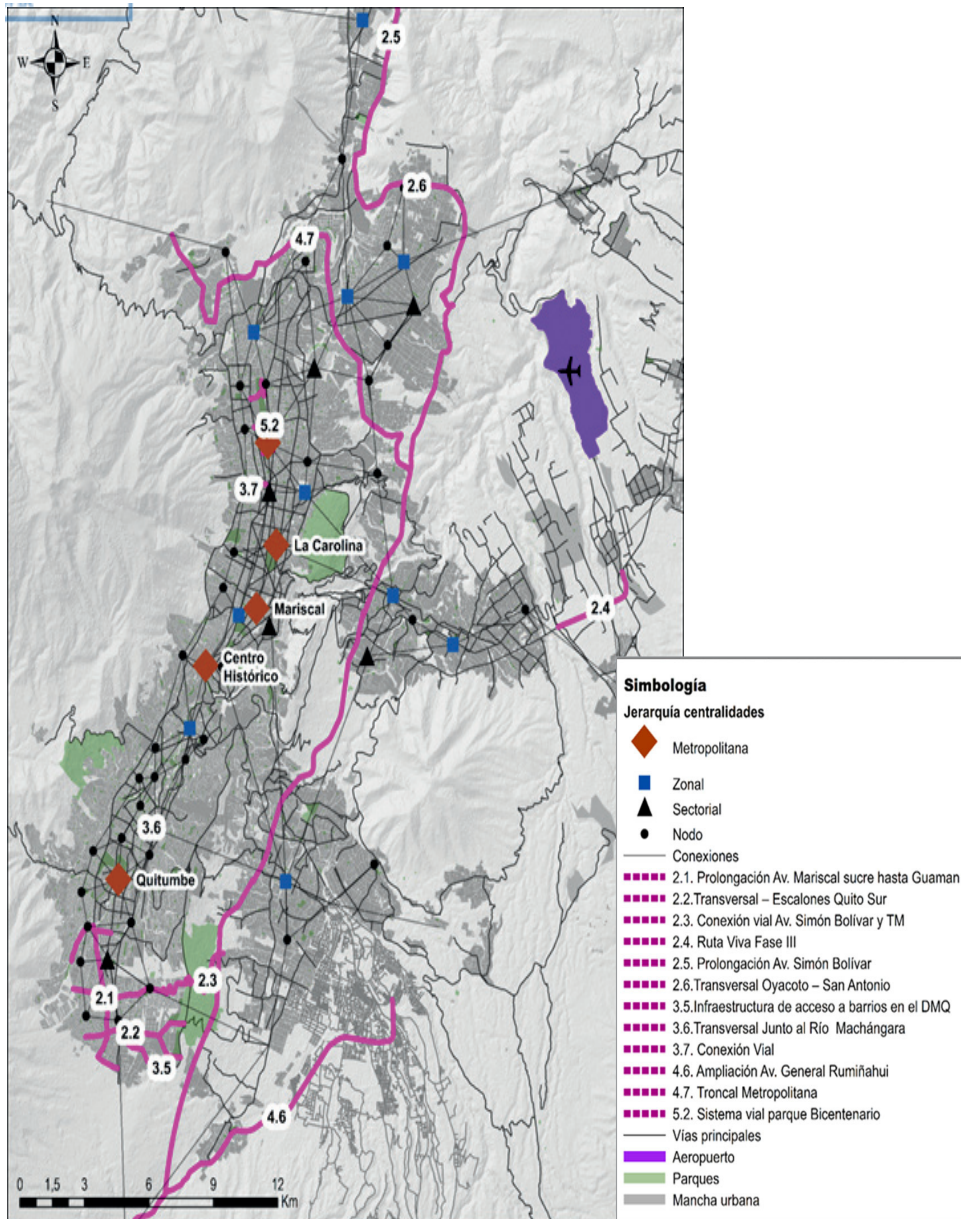 N
W E
S
2.5
2.6
4.7
5.2
3.7
La Carolina
Mariscal
2.4
Centro
Histórico
3.6
Quitumbe
2.3
2.1
2.2
3.5
4.6
0 1,5 3 6 9 12
Km
Simbología
Jerarquía centralidades
Metropolitana
Zonal
Sectorial
Nodo
Conexiones
2.1. Prolongación Av. Mariscal sucre hasta Guaman
2.2.Transversal – Escalones Quito Sur
2.3. Conexión vial Av. Simón Bolívar y TM
2.4. Ruta Viva Fase III
2.5. Prolongación Av. Simón Bolívar
2.6.Transversal Oyacoto – San Antonio
3.5.Infraestructura de acceso a barrios en el DMQ
3.6.Transversal Junto al Río Machángara
3.7. Conexión Vial
4.6. Ampliación Av. General Rumiñahui
4.7. Troncal Metropolitana
5.2. Sistema vial parque Bicentenario
Vías principales
Aeropuerto
Parques
Mancha urbana